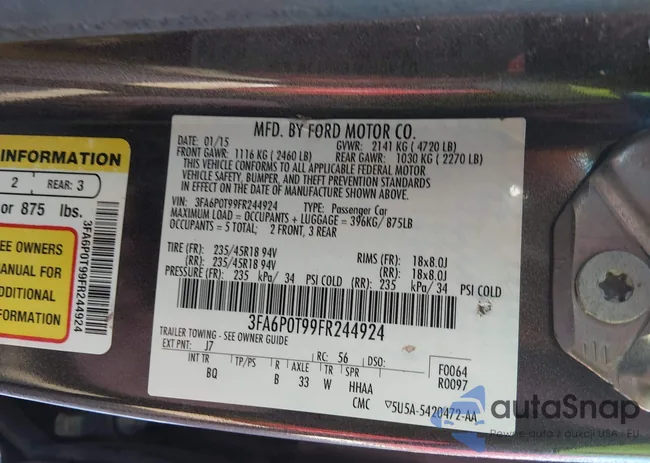 INFORMATION
2 REAR: 3
or 875 lbs.
EE OWNERS
MANUAL FOR
DDITIONAL
FORMATION
3FA6P0T99FR244924
MFD. BY FORD MOTOR CO.
DATE: 01/15 GVWR: 2141 KG ( 4720 LB)
FRONT GAWR: 1116 KG ( 2460 LB) REAR GAWR: 1030 KG ( 2270 LB)
THIS VEHICLE CONFORMS TO ALL APPLICABLE FEDERAL MOTOR
VEHICLE SAFETY, BUMPER, AND THEFT PREVENTION STANDARDS
IN EFFECT ON THE DATE OF MANUFACTURE SHOWN ABOVE.
VIN: 3FA6P0T99FR244924 TYPE: Passenger Car
MAXIMUM LOAD = OCCUPANTS + LUGGAGE = 396KG/875LB
OCCUPANTS = 5 TOTAL; 2 FRONT, 3 REAR
TIRE (FR): 235/45R18 94V RIMS (FR): 18x8.0J
(RR): 235/45R18 94V (RR): 18x8.0J
PRESSURE (FR): 235 kPa/ 34 PSI COLD (RR): 235 kPa/ 34 PSI COLD
3FA6P0T99FR244924
TRAILER TOWING - SEE OWNER GUIDE
EXT PNT: J7 RC: 56 DSO: F0064
INT TR TP/PS R AXLE TR SPR R0097
BQ B 33 W HHAA
CMC 5U5A-5420472-AA
autaSnap
Pewne auto z aukcji USA i EU